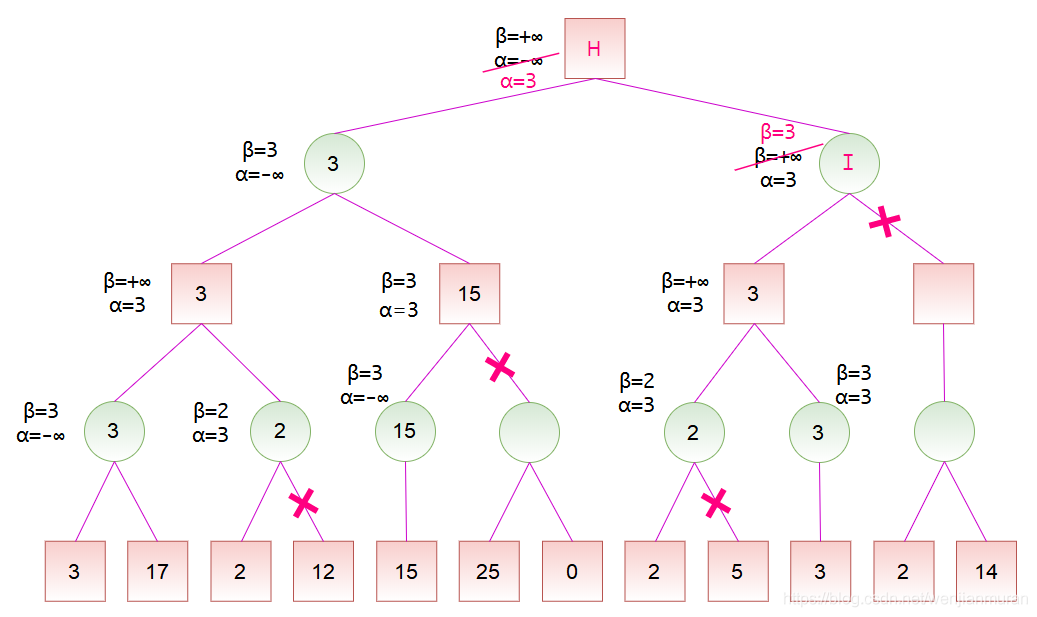 β=+∞
α=-∞
α=3
H
β=3
α=-∞
3
β=3
β=+∞
α=3
I
β=+∞
α=3
3
β=3
α=3
15
β=+∞
α=3
3
β=3
α=-∞
3
β=2
α=3
2
β=3
α=-∞
15
β=2
α=3
2
β=3
α=3
3
3
17
2
12
15
25
0
2
5
3
2
14
https://blog.csdn.net/wenjianmuran